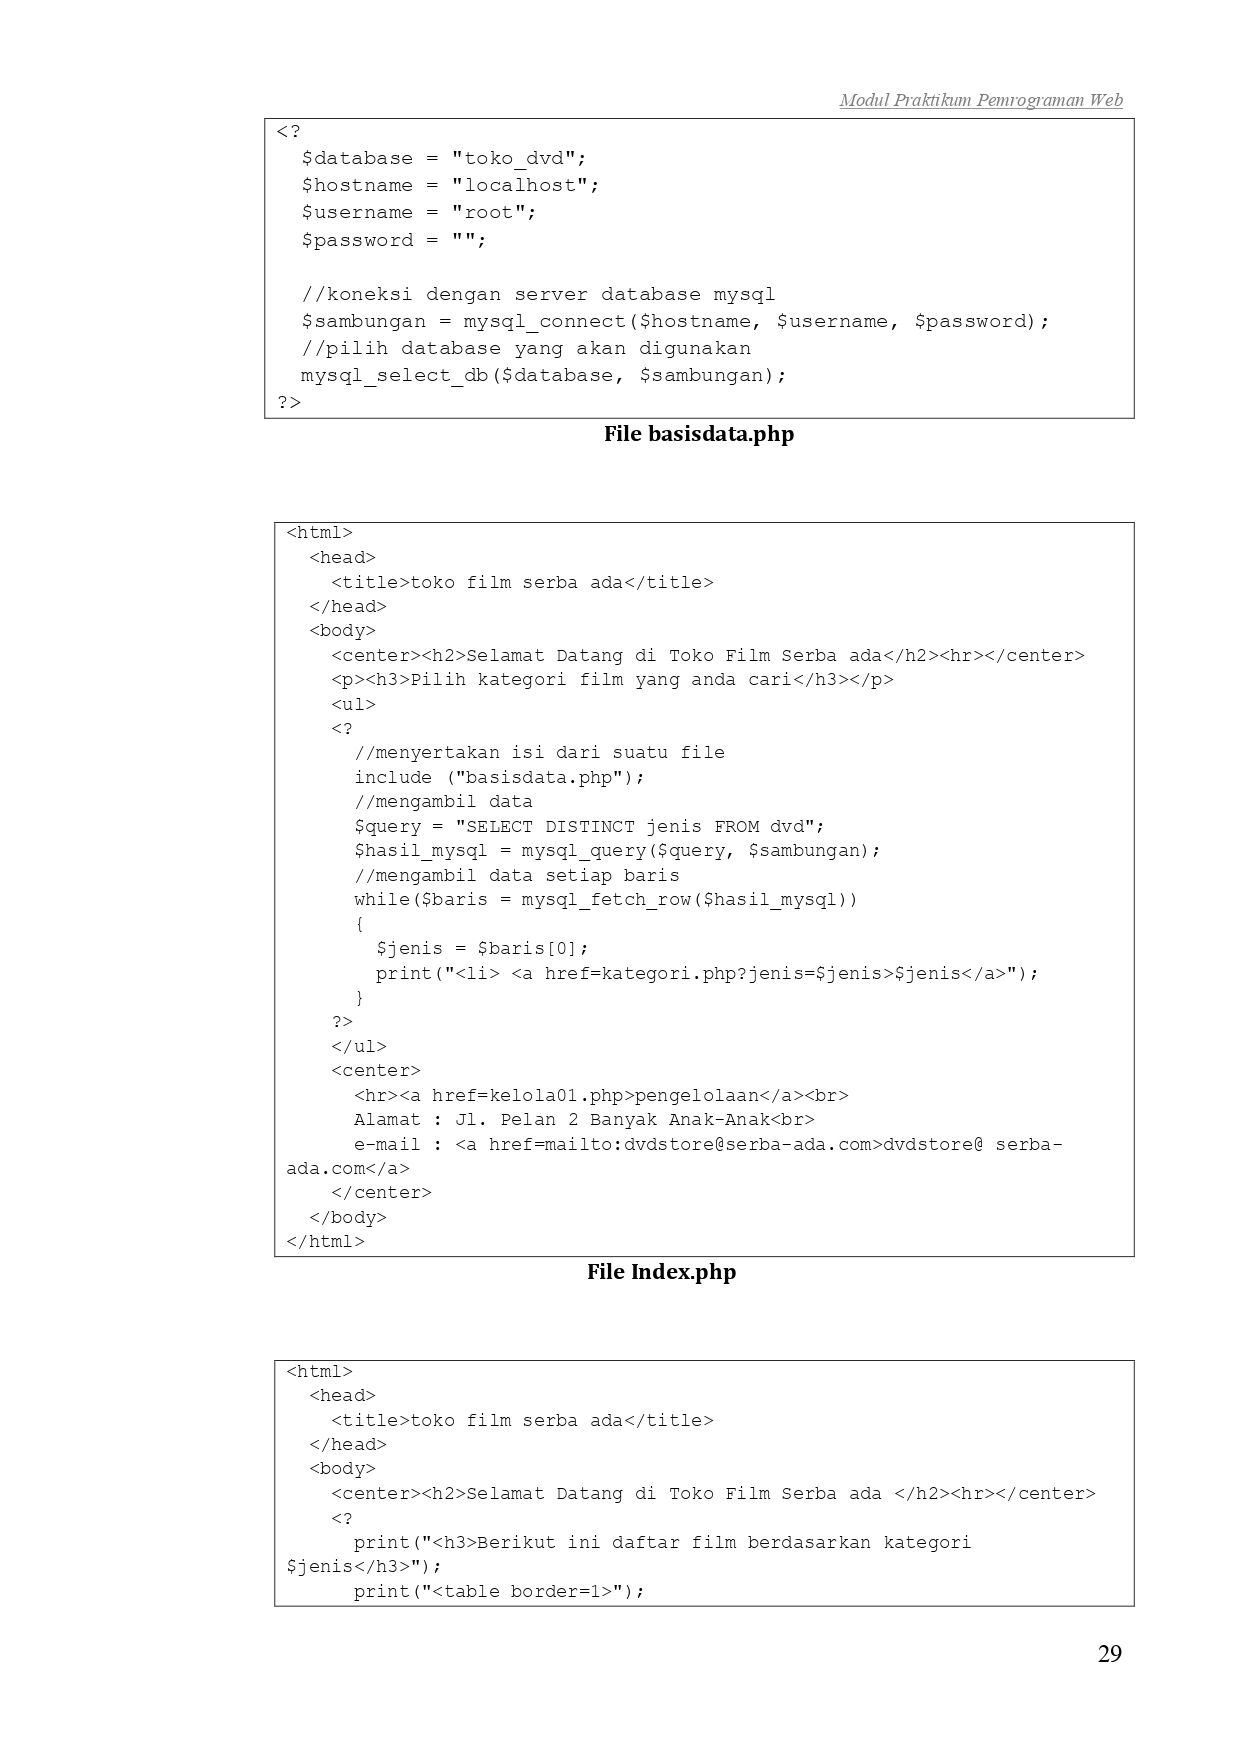 Modul Praktikum Pemrograman Web
<?
  $database = "toko_dvd";
  $hostname = "localhost";
  $username = "root";
  $password = "";

  //koneksi dengan server database mysql
  $sambungan = mysql_connect($hostname, $username, $password);
  //pilih database yang akan digunakan
  mysql_select_db($database, $sambungan);
?>
File basisdata.php
<html>
  <head>
    <title>toko film serba ada</title>
  </head>
  <body>
    <center><h2>Selamat Datang di Toko Film Serba ada</h2><hr></center>
    <p><h3>Pilih kategori film yang anda cari</h3></p>
    <ul>
    <?
      //menyertakan isi dari suatu file
      include ("basisdata.php");
      //mengambil data
      $query = "SELECT DISTINCT jenis FROM dvd";
      $hasil_mysql = mysql_query($query, $sambungan);
      //mengambil data setiap baris
      while($baris = mysql_fetch_row($hasil_mysql))
      {
        $jenis = $baris[0];
        print("<li> <a href=kategori.php?jenis=$jenis>$jenis</a>");
      }
    ?>
    </ul>
    <center>
      <hr><a href=kelola01.php>pengelolaan</a><br>
      Alamat : Jl. Pelan 2 Banyak Anak-Anak<br>
      e-mail : <a href=mailto:dvdstore@serba-ada.com>dvdstore@ serba-
ada.com</a>
    </center>
  </body>
</html>
File Index.php
<html>
  <head>
    <title>toko film serba ada</title>
  </head>
  <body>
    <center><h2>Selamat Datang di Toko Film Serba ada </h2><hr></center>
    <?
      print("<h3>Berikut ini daftar film berdasarkan kategori
$jenis</h3>");
      print("<table border=1>");
29